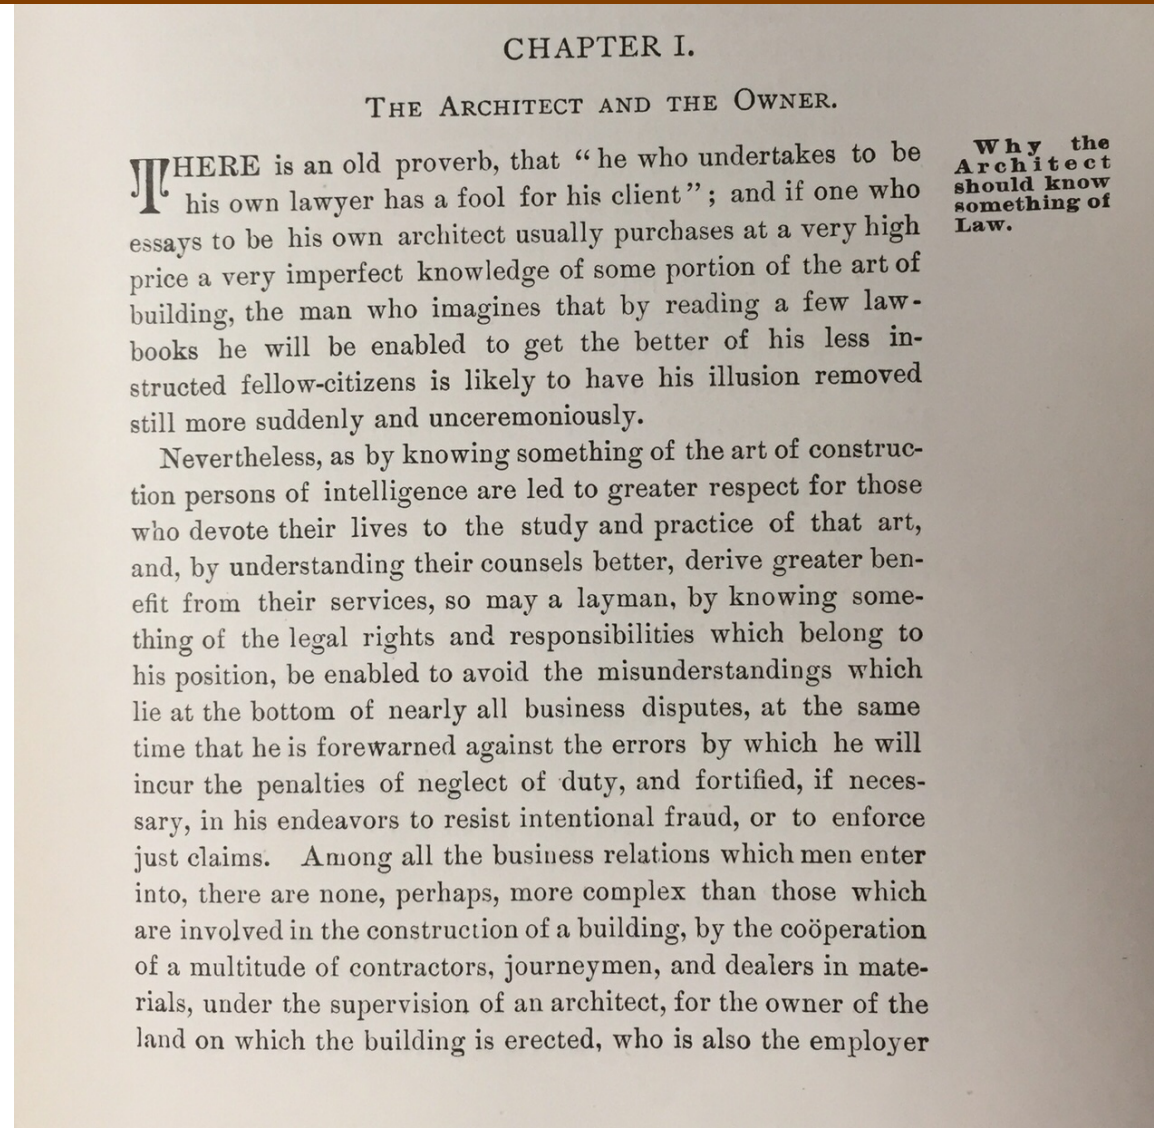 CHAPTER I.
THE ARCHITECT AND THE OWNER.
THERE is an old proverb, that “ he who undertakes to be
his own lawyer has a fool for his client ” ; and if one who
essays to be his own architect usually purchases at a very high
price a very imperfect knowledge of some portion of the art of
building, the man who imagines that by reading a few law-
books he will be enabled to get the better of his less in-
structed fellow-citizens is likely to have his illusion removed
still more suddenly and unceremoniously.
Nevertheless, as by knowing something of the art of construc-
tion persons of intelligence are led to greater respect for those
who devote their lives to the study and practice of that art,
and, by understanding their counsels better, derive greater ben-
efit from their services, so may a layman, by knowing some-
thing of the legal rights and responsibilities which belong to
his position, be enabled to avoid the misunderstandings which
lie at the bottom of nearly all business disputes, at the same
time that he is forewarned against the errors by which he will
incur the penalties of neglect of duty, and fortified, if neces-
sary, in his endeavors to resist intentional fraud, or to enforce
just claims. Among all the business relations which men enter
into, there are none, perhaps, more complex than those which
are involved in the construction of a building, by the coöperation
of a multitude of contractors, journeymen, and dealers in mate-
rials, under the supervision of an architect, for the owner of the
land on which the building is erected, who is also the employer
Why the
Architect
should know
something of
Law.